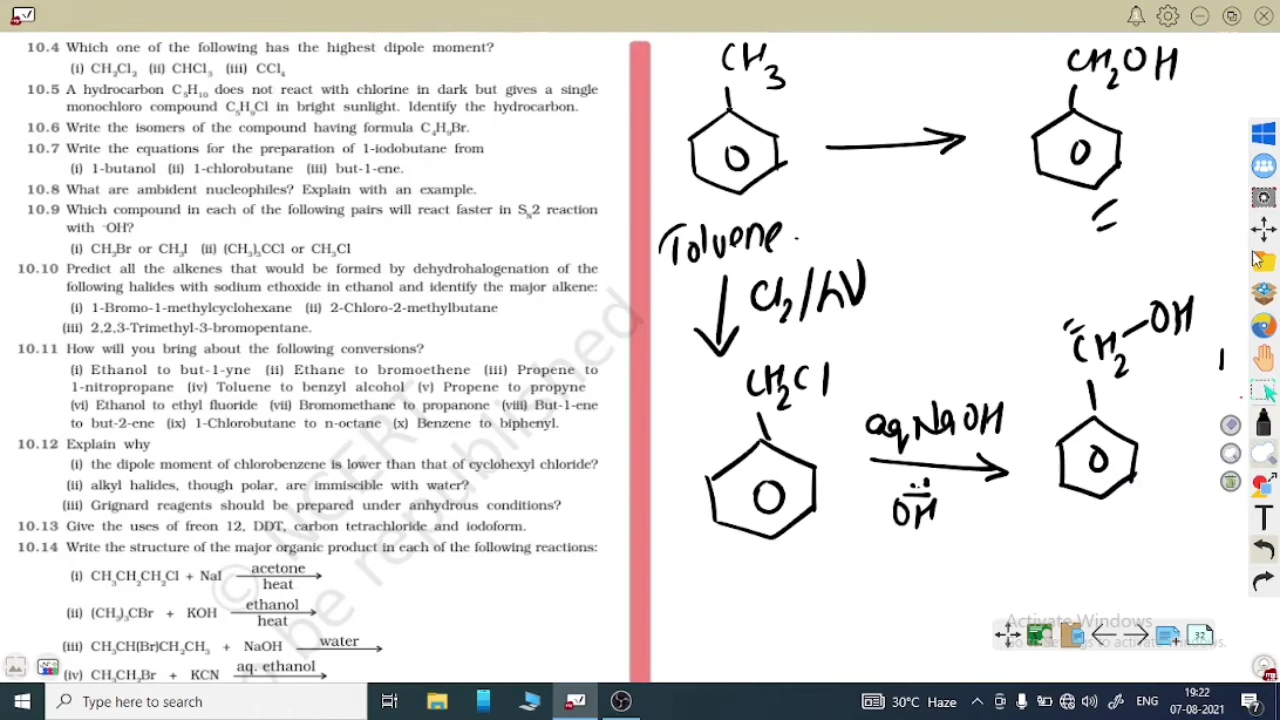 10.4 Which one of the following has the highest dipole moment?
(i) CH₂Cl₂ (ii) CHCl₃ (iii) CCl₄
10.5 A hydrocarbon C₅H₁₀ does not react with chlorine in dark but gives a single
monochloro compound C₅H₉Cl in bright sunlight. Identify the hydrocarbon.
10.6 Write the isomers of the compound having formula C₄H₉Br.
10.7 Write the equations for the preparation of 1-iodobutane from
(i) 1-butanol (ii) 1-chlorobutane (iii) but-1-ene.
10.8 What are ambident nucleophiles? Explain with an example.
10.9 Which compound in each of the following pairs will react faster in Sₙ2 reaction
with ⁻OH?
(i) CH₃Br or CH₃I (ii) (CH₃)₃CCl or CH₃Cl
10.10 Predict all the alkenes that would be formed by dehydrohalogenation of the
following halides with sodium ethoxide in ethanol and identify the major alkene:
(i) 1-Bromo-1-methylcyclohexane (ii) 2-Chloro-2-methylbutane
(iii) 2,2,3-Trimethyl-3-bromopentane.
10.11 How will you bring about the following conversions?
(i) Ethanol to but-1-yne (ii) Ethane to bromoethene (iii) Propene to
1-nitropropane (iv) Toluene to benzyl alcohol (v) Propene to propyne
(vi) Ethanol to ethyl fluoride (vii) Bromomethane to propanone (viii) But-1-ene
to but-2-ene (ix) 1-Chlorobutane to n-octane (x) Benzene to biphenyl.
10.12 Explain why
(i) the dipole moment of chlorobenzene is lower than that of cyclohexyl chloride?
(ii) alkyl halides, though polar, are immiscible with water?
(iii) Grignard reagents should be prepared under anhydrous conditions?
10.13 Give the uses of freon 12, DDT, carbon tetrachloride and iodoform.
10.14 Write the structure of the major organic product in each of the following reactions:
(i) CH₃CH₂CH₂Cl + NaI acetone
heat
(ii) (CH₃)₃CBr + KOH ethanol
heat
(iii) CH₃CH(Br)CH₂CH₃ + NaOH water
(iv) CH₃CH₂Br + KCN aq. ethanol
© NCERT
be republished
CH₃
CH₂OH
Toluene.
Cl₂/hν
CH₂Cl
aq NaOH
OH
CH₂-OH
Activate Windows
T
32
Type here to search
30°C Haze
ENG
19:22
07-08-2021
7